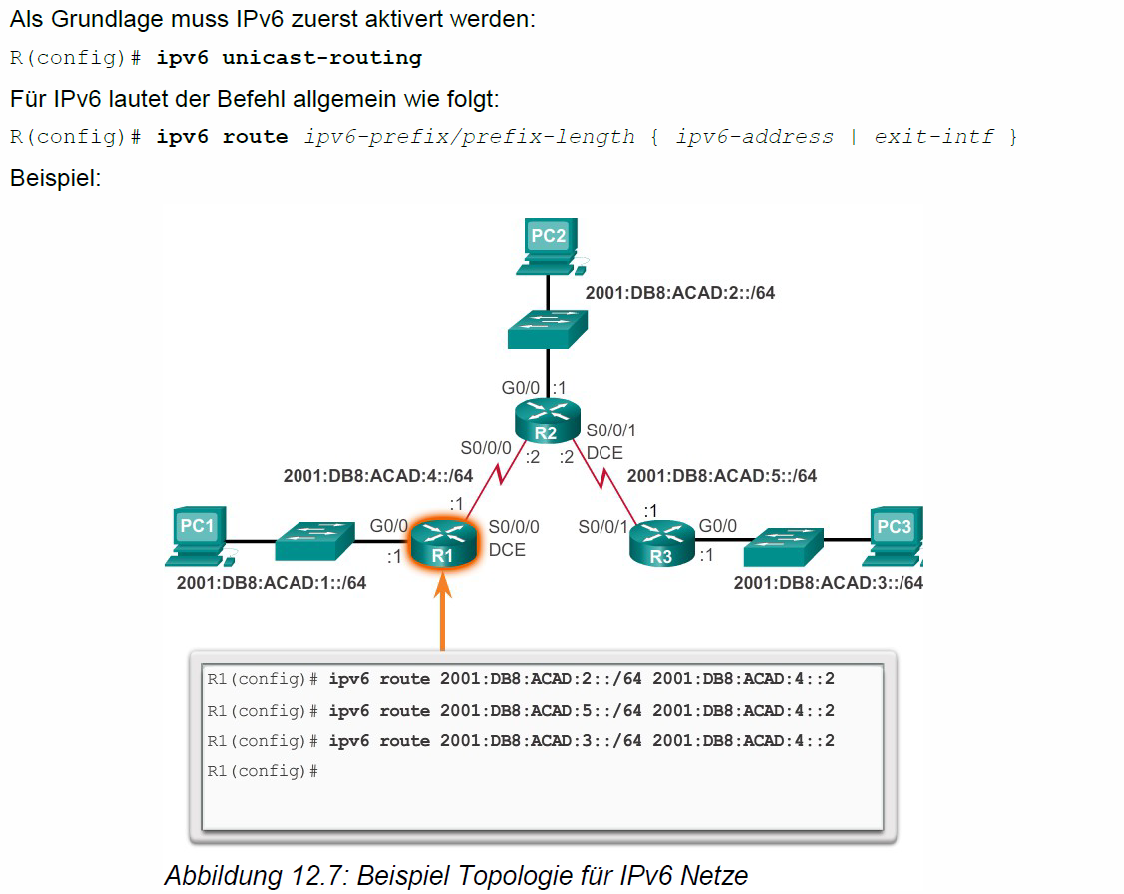 Als Grundlage muss IPv6 zuerst aktivert werden:
R(config)# ipv6 unicast-routing
Für IPv6 lautet der Befehl allgemein wie folgt:
R(config)# ipv6 route ipv6-prefix/prefix-length { ipv6-address | exit-intf }
Beispiel:
PC2
2001:DB8:ACAD:2::/64
G0/0 :1
R2
S0/0/1
DCE
S0/0/0
:2 :2
2001:DB8:ACAD:4::/64
2001:DB8:ACAD:5::/64
:1
:1
PC1
G0/0
S0/0/0
DCE
:1
R1
S0/0/1
G0/0
R3
:1
PC3
2001:DB8:ACAD:1::/64
2001:DB8:ACAD:3::/64
R1(config)# ipv6 route 2001:DB8:ACAD:2::/64 2001:DB8:ACAD:4::2
R1(config)# ipv6 route 2001:DB8:ACAD:5::/64 2001:DB8:ACAD:4::2
R1(config)# ipv6 route 2001:DB8:ACAD:3::/64 2001:DB8:ACAD:4::2
R1(config)#
Abbildung 12.7: Beispiel Topologie für IPv6 Netze